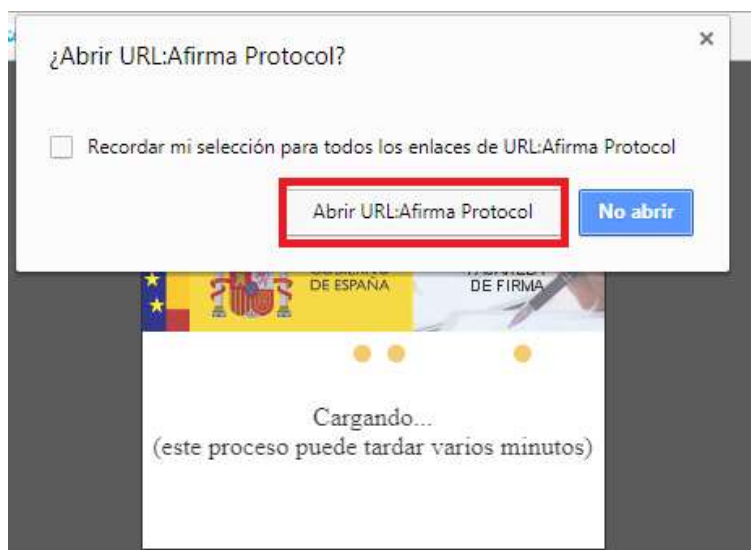 ¿Abrir URL:Afirma Protocol?
Recordar mi selección para todos los enlaces de URL:Afirma Protocol
Abrir URL:Afirma Protocol
No abrir
DE ESPAÑA
DE FIRMA
Cargando...
(este proceso puede tardar varios minutos)